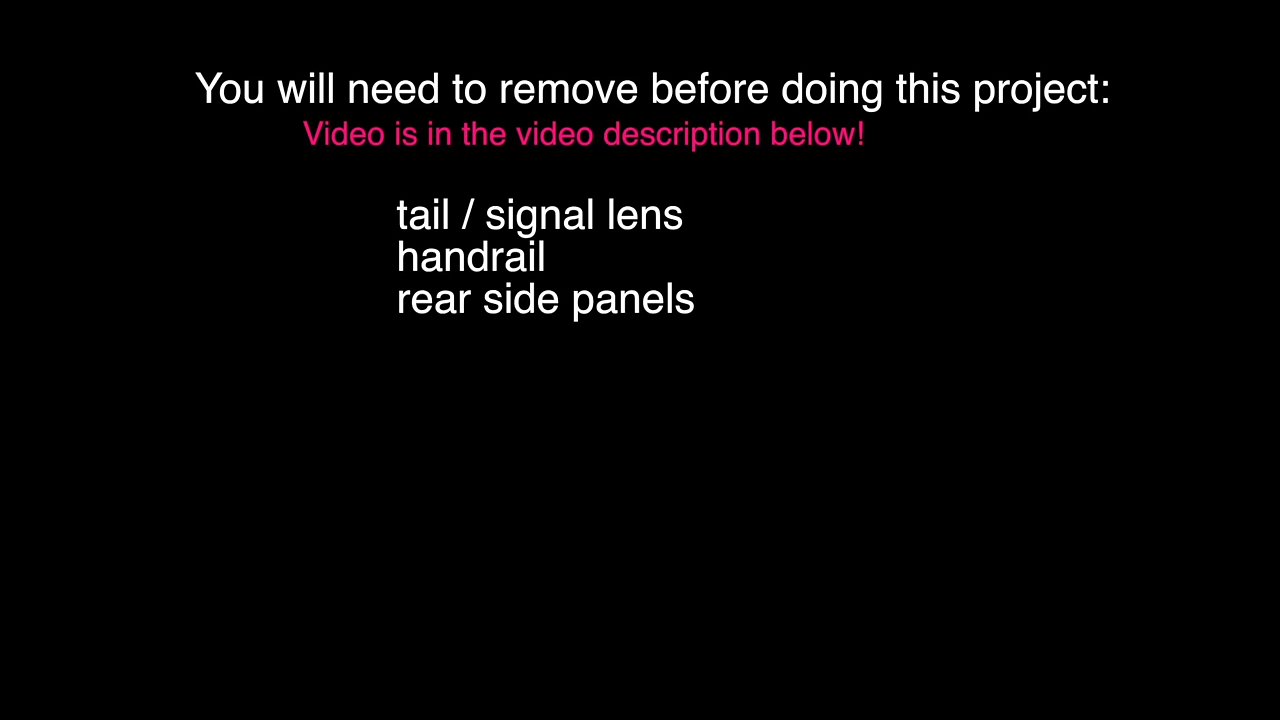 You will need to remove before doing this project:
Video is in the video description below!
tail / signal lens
handrail
rear side panels